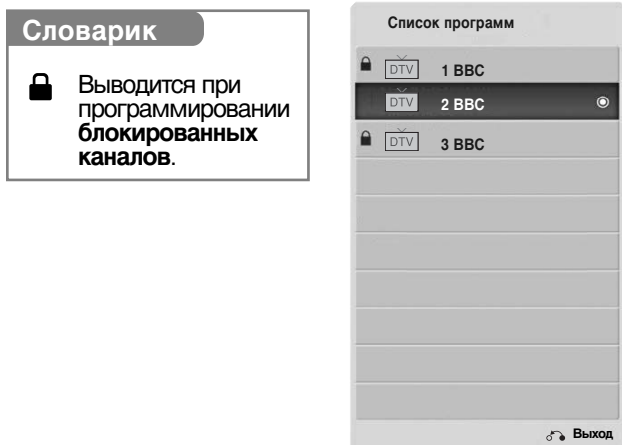 Словарик
Выводится при
программировании
блокированных
каналов.
Список программ
DTV 1 BBC
DTV 2 BBC
DTV 3 BBC
Выход